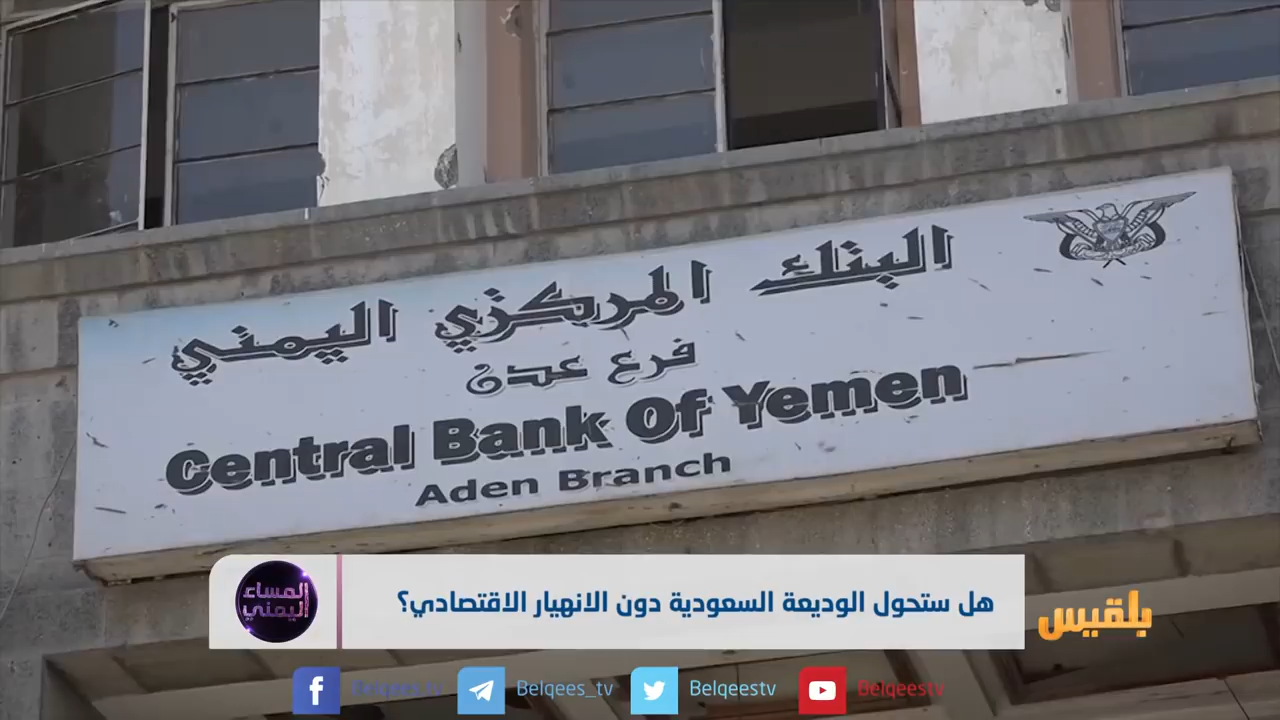 البنك المركزي اليمني
فرع عدن
Central Bank Of Yemen
Aden Branch
المساء اليمني
هل ستحول الوديعة السعودية دون الانهيار الاقتصادي؟
بلقيس
Belqees_tv
Belqees_tv
Belqeestv
Belqeestv